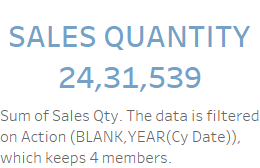 SALES QUANTITY
24,31,539
Sum of Sales Qty. The data is filtered
on Action (BLANK,YEAR(Cy Date)),
which keeps 4 members.